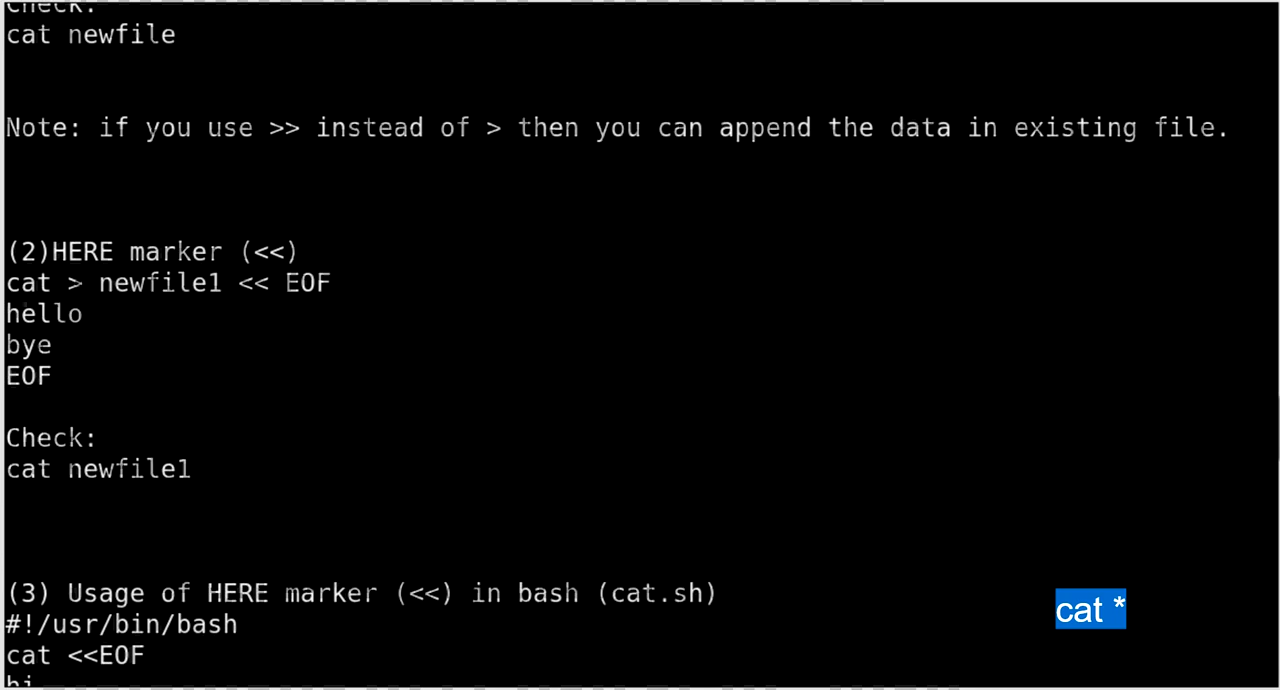 Check:
cat newfile
Note: if you use >> instead of > then you can append the data in existing file.
(2)HERE marker (<<)
cat > newfile1 << EOF
hello
bye
EOF
Check:
cat newfile1
(3) Usage of HERE marker (<<) in bash (cat.sh)
#!/usr/bin/bash
cat <<EOF
hi
cat *